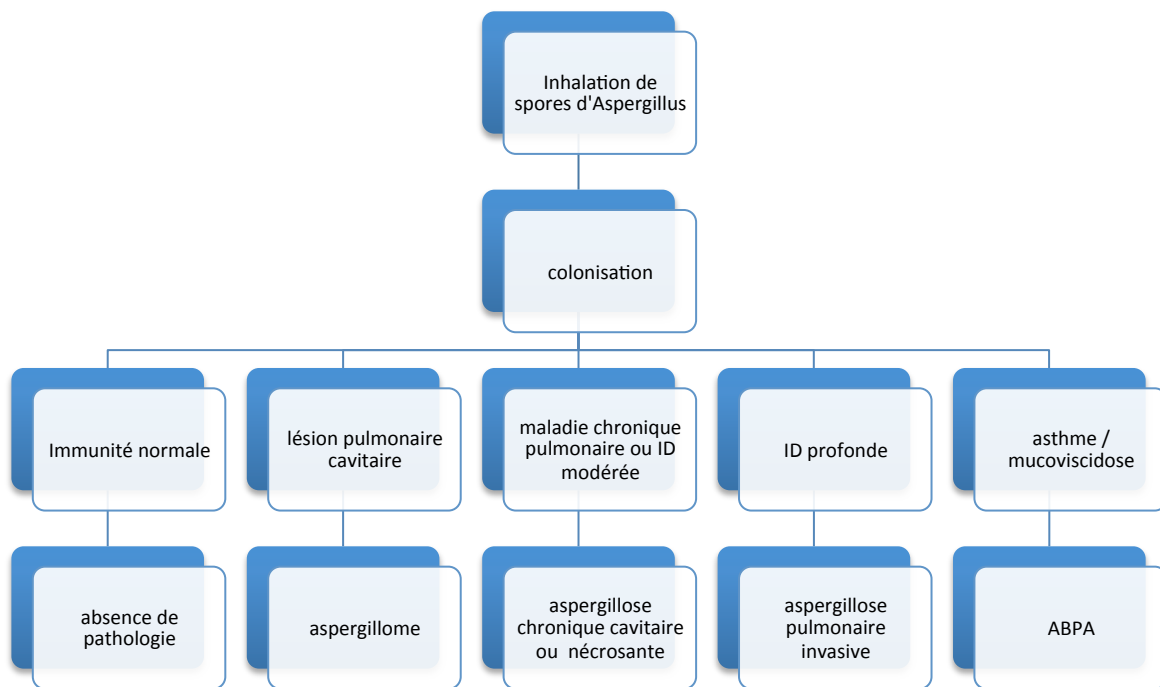 Inhalation de
spores d'Aspergillus
colonisation
Immunité normale
lésion pulmonaire
cavitaire
maladie chronique
pulmonaire ou ID
modérée
ID profonde
asthme /
mucoviscidose
absence de
pathologie
aspergillome
aspergillose
chronique cavitaire
ou nécrosante
aspergillose
pulmonaire
invasive
ABPA